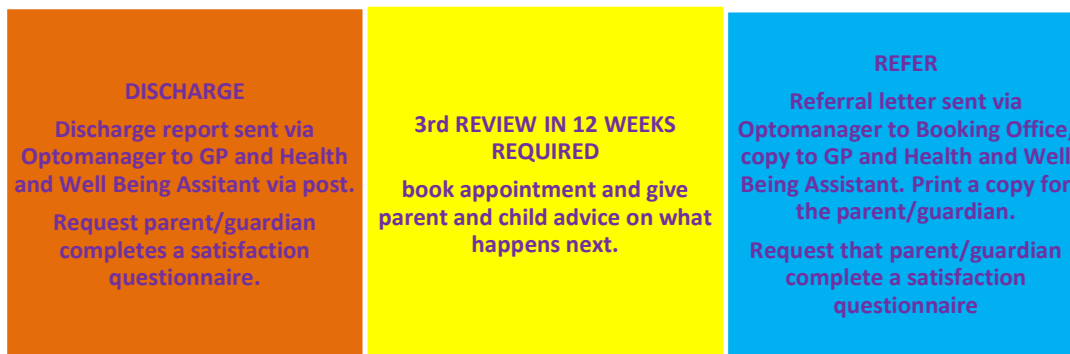 DISCHARGE
Discharge report sent via
Optomanager to GP and Health
and Well Being Assitant via post.
Request parent/guardian
completes a satisfaction
questionnaire.
3rd REVIEW IN 12 WEEKS
REQUIRED
book appointment and give
parent and child advice on what
happens next.
REFER
Referral letter sent via
Optomanager to Booking Office,
copy to GP and Health and Well
Being Assistant. Print a copy for
the parent/guardian.
Request that parent/guardian
complete a satisfaction
questionnaire